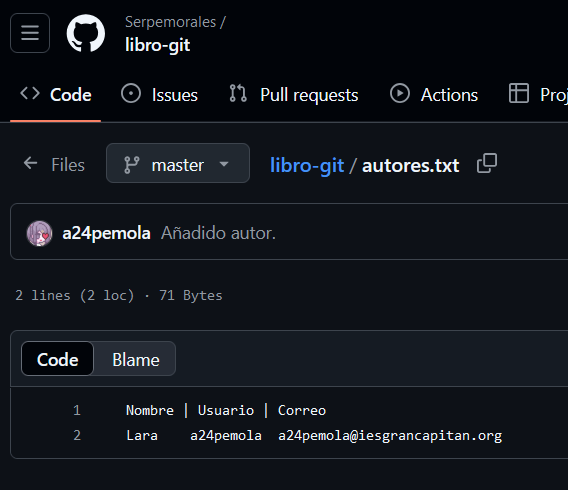 Serpemorales /
libro-git
Code Issues Pull requests Actions Proj
Files master libro-git / autores.txt
a24pemola Añadido autor.
2 lines (2 loc) · 71 Bytes
Code Blame
1 Nombre | Usuario | Correo
2 Lara a24pemola a24pemola@iesgrancapitan.org